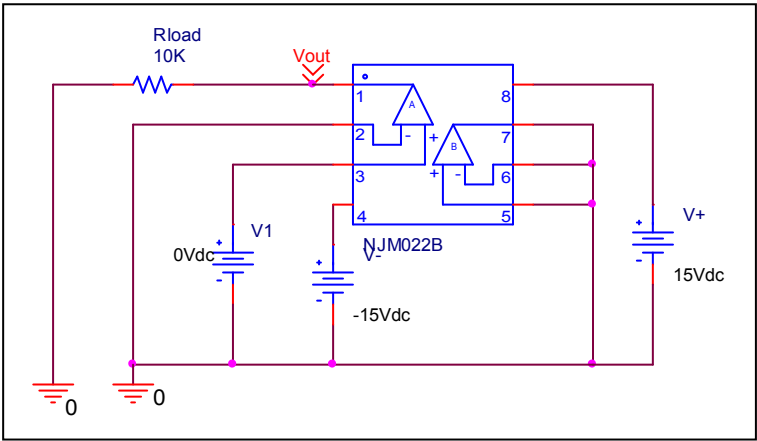 Rload
10K
Vout
1
8
A
2
7
-
+
B
3
+
-
6
4
5
V1
NJM022B
V-
V+
+
0Vdc
-
+
-
-15Vdc
+
-
15Vdc
0
0